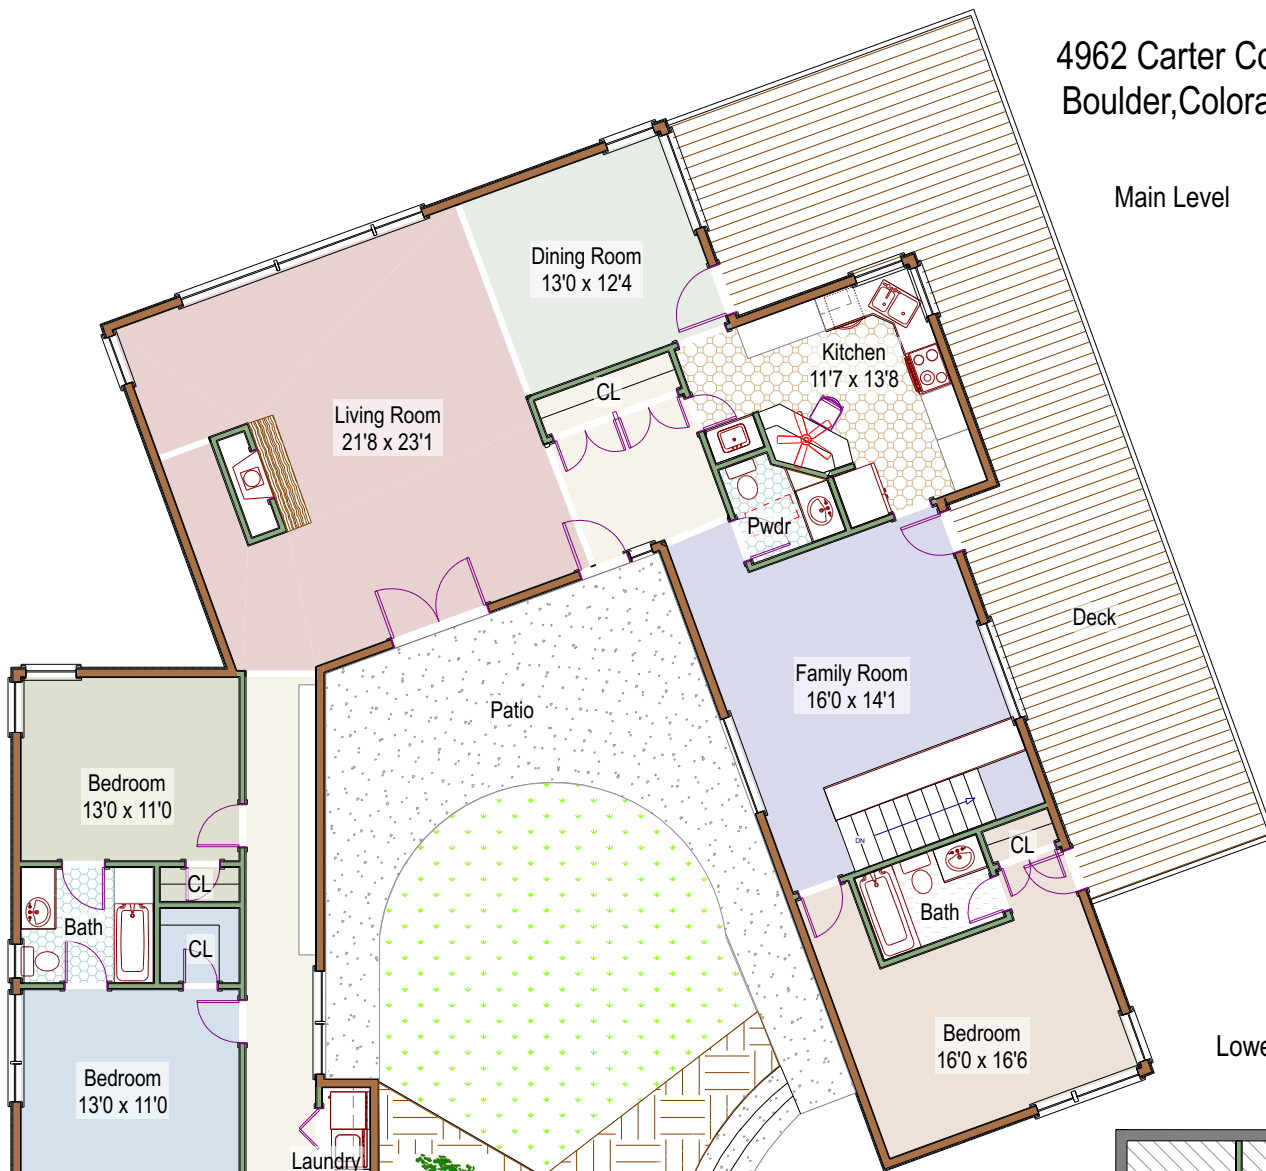 4962 Carter Co
Boulder,Colora
Main Level
Dining Room
13'0 x 12'4
Kitchen
11'7 x 13'8
CL
Living Room
21'8 x 23'1
Pwdr
Deck
Family Room
16'0 x 14'1
Patio
Bedroom
13'0 x 11'0
DN
CL
CL
Bath
Bath
CL
Bedroom
16'0 x 16'6
Lowe
Bedroom
13'0 x 11'0
Laundry